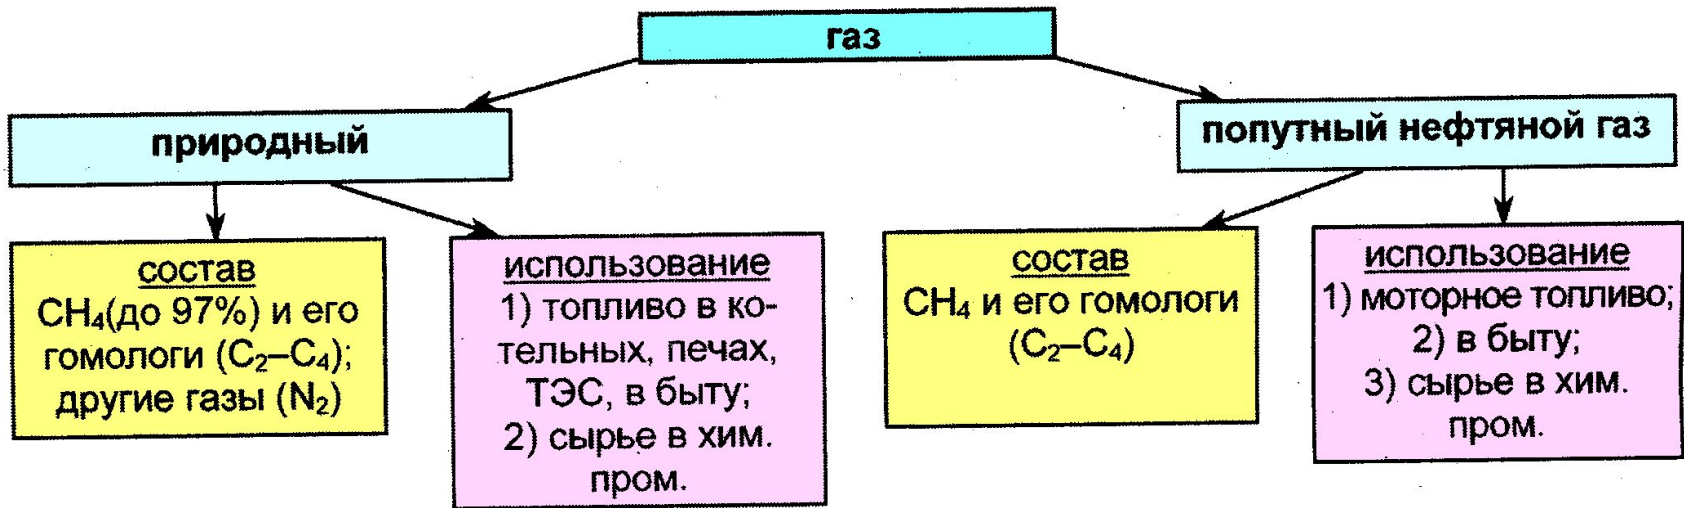 газ
природный
попутный нефтяной газ
состав
CH₄(до 97%) и его
гомологи (C₂–C₄);
другие газы (N₂)
использование
1) топливо в ко-
тельных, печах,
ТЭС, в быту;
2) сырье в хим.
пром.
состав
CH₄ и его гомологи
(C₂–C₄)
использование
1) моторное топливо;
2) в быту;
3) сырье в хим.
пром.